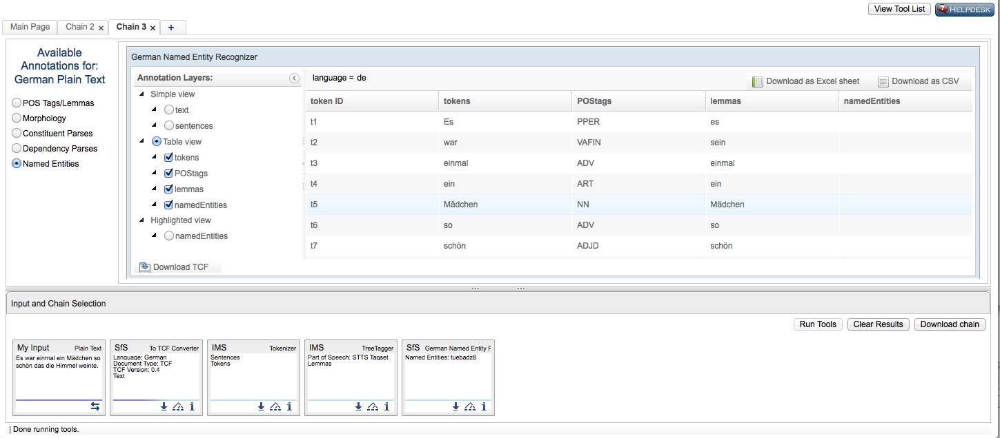 View Tool List
HELPDESK
Main Page
Chain 2 x
Chain 3 x
+
Available
Annotations for:
German Plain Text
POS Tags/Lemmas
Morphology
Constituent Parses
Dependency Parses
Named Entities
German Named Entity Recognizer
Annotation Layers:
Simple view
text
sentences
Table view
tokens
POStags
lemmas
namedEntities
Highlighted view
namedEntities
Download TCF
language = de
Download as Excel sheet
Download as CSV
token ID tokens POStags lemmas namedEntities
t1 Es PPER es
t2 war VAFIN sein
t3 einmal ADV einmal
t4 ein ART ein
t5 Mädchen NN Mädchen
t6 so ADV so
t7 schön ADJD schön
Input and Chain Selection
Run Tools
Clear Results
Download chain
My Input Plain Text
Es war einmal ein Mädchen so
schön das die Himmel weinte.
SfS To TCF Converter
Language: German
Document Type: TCF
TCF Version: 0.4
Text
IMS Tokenizer
Sentences
Tokens
IMS TreeTagger
Part of Speech: STTS Tagset
Lemmas
SfS German Named Entity
Named Entities: tuebadz8
Done running tools.